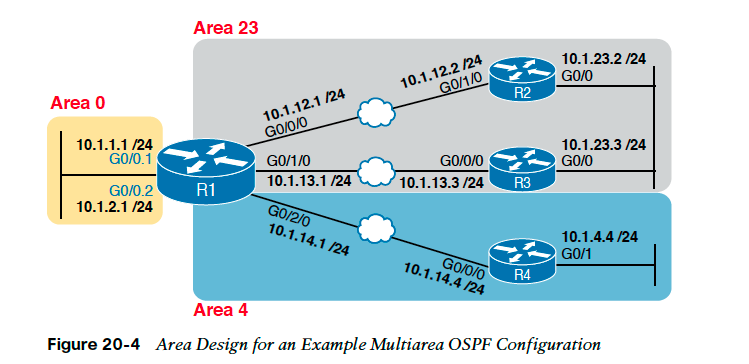 Area 23
10.1.23.2 /24
G0/0
R2
10.1.12.2 /24
G0/1/0
10.1.12.1 /24
G0/0/0
Area 0
10.1.1.1 /24
G0/0.1
G0/0.2
10.1.2.1 /24
R1
G0/1/0
10.1.13.1 /24
G0/0/0
10.1.13.3 /24
R3
10.1.23.3 /24
G0/0
G0/2/0
10.1.14.1 /24
G0/0/0
10.1.14.4 /24
R4
10.1.4.4 /24
G0/1
Area 4
Figure 20-4 Area Design for an Example Multiarea OSPF Configuration